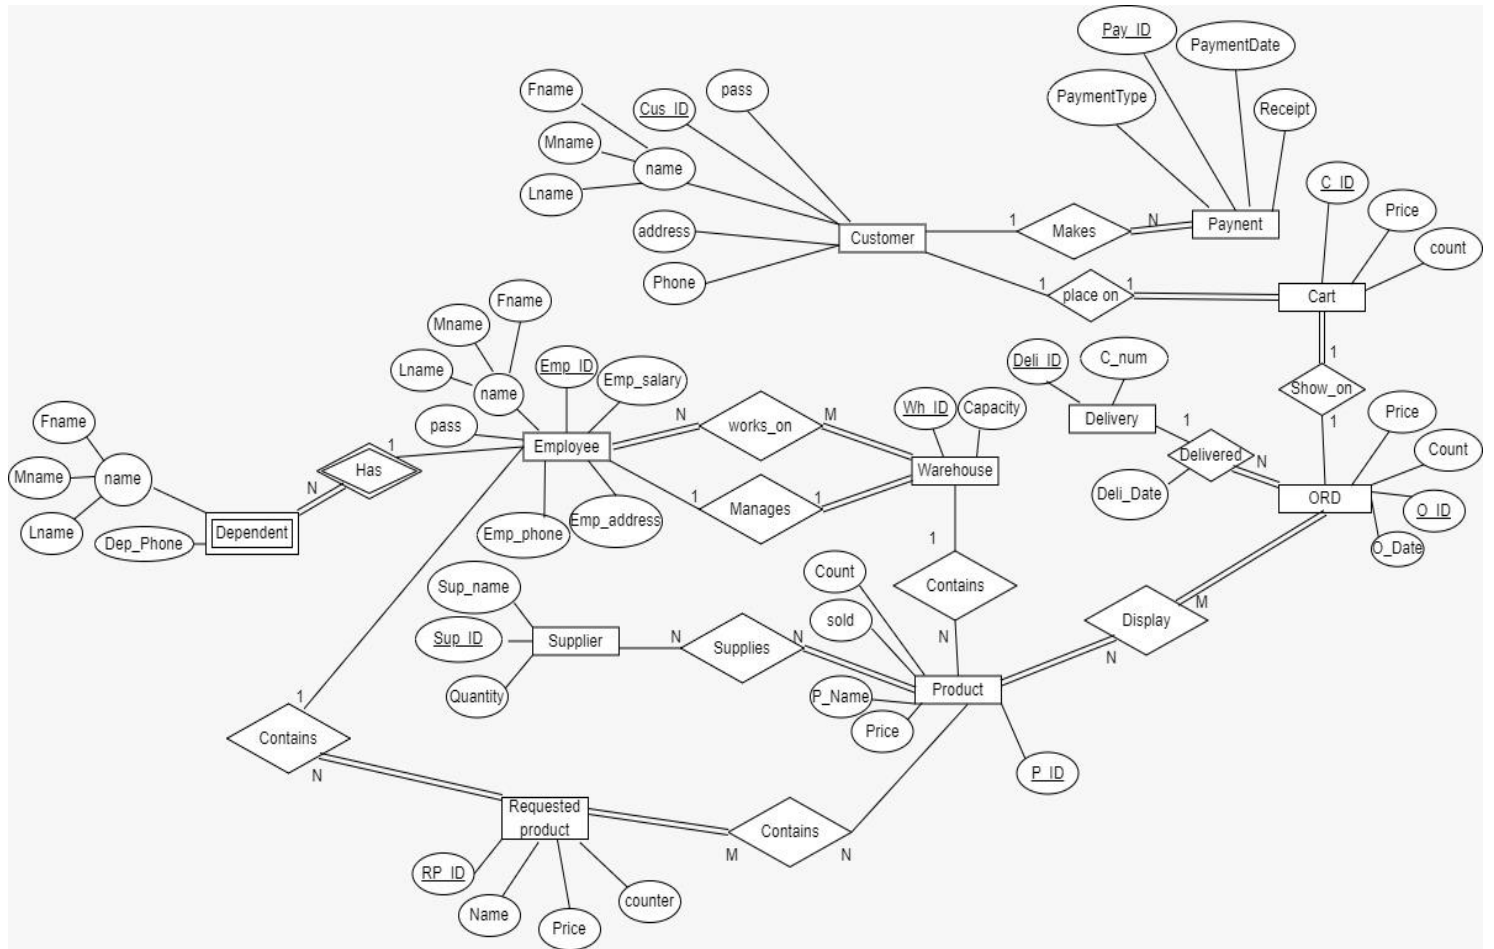 Pay_ID
PaymentDate
PaymentType
Receipt
Fname
Cus_ID
pass
Mname
name
Lname
address
Phone
Customer
1
Makes
N
Paynent
C_ID
Price
count
1
place on
1
Cart
1
Show_on
1
Fname
Mname
Lname
name
Emp_ID
Emp_salary
pass
Employee
Emp_phone
Emp_address
N
works_on
M
1
Manages
1
Wh_ID
Capacity
Warehouse
Deli_ID
C_num
Delivery
1
Delivered
N
Deli_Date
Price
Count
ORD
O_ID
O_Date
Fname
Mname
name
Lname
Dep_Phone
Dependent
N
Has
1
1
Contains
N
Sup_name
Sup_ID
Supplier
Quantity
N
Supplies
N
Count
sold
P_Name
Price
Product
P_ID
M
Display
N
1
Contains
N
Requested
product
RP_ID
Name
Price
counter
M
Contains
N